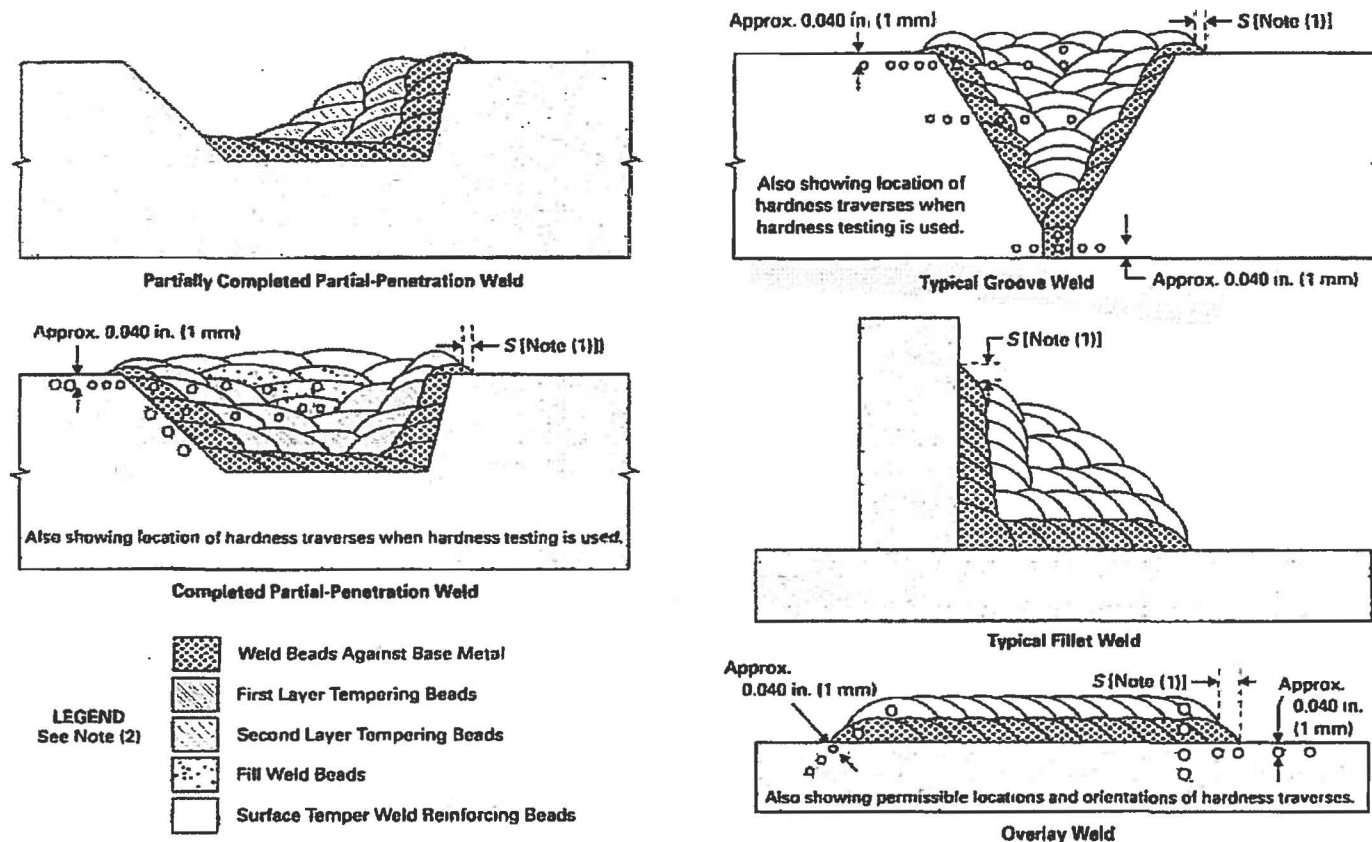 Partially Completed Partial-Penetration Weld
Approx. 0.040 in. (1 mm)
S [Note (1)])
Also showing location of hardness traverses when hardness testing is used.
Completed Partial-Penetration Weld
LEGEND
See Note (2)
Weld Beads Against Base Metal
First Layer Tempering Beads
Second Layer Tempering Beads
Fill Weld Beads
Surface Temper Weld Reinforcing Beads
Approx. 0.040 in. (1 mm)
S [Note (1)]
Also showing location of
hardness traverses when
hardness testing is used.
Typical Groove Weld
Approx. 0.040 in. (1 mm)
S [Note (1)]
Typical Fillet Weld
Approx.
0.040 in. (1 mm)
S [Note (1)]
Approx.
0.040 in.
(1 mm)
Also showing permissible locations and orientations of hardness traverses.
Overlay Weld